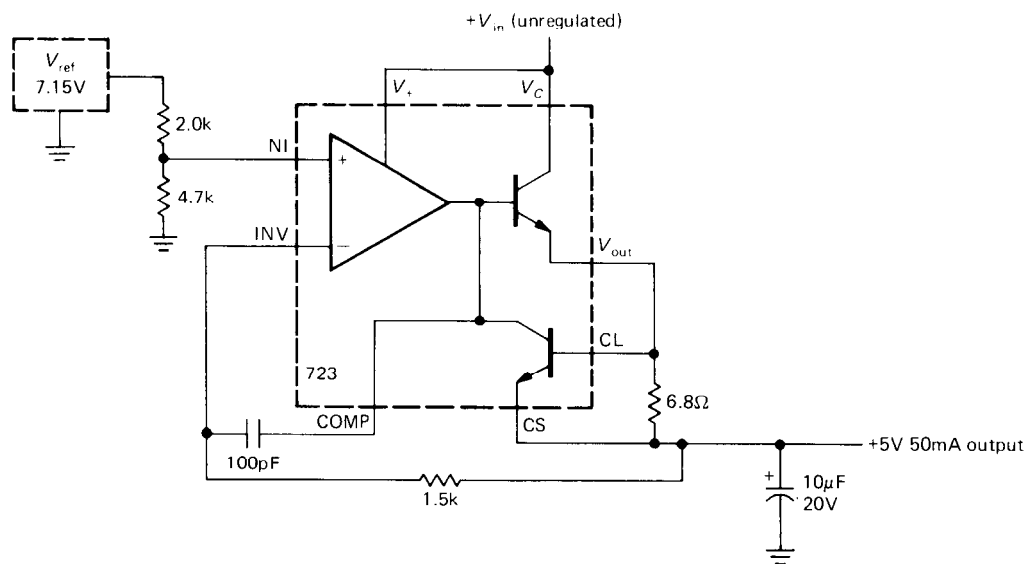 +V_in (unregulated)
V_ref
7.15V
V_+
V_C
2.0k
NI
+
4.7k
INV
−
V_out
CL
723
6.8Ω
COMP
CS
+5V 50mA output
100pF
1.5k
+
10μF
20V